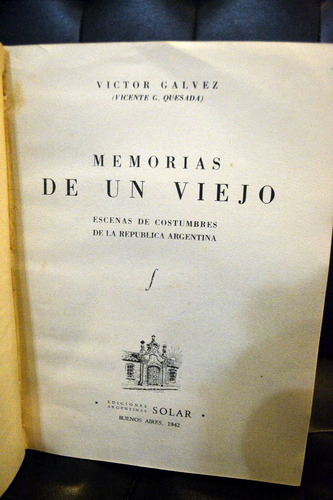 VICTOR GALVEZ
(VICENTE G. QUESADA)
MEMORIAS
DE UN VIEJO
ESCENAS DE COSTUMBRES
DE LA REPUBLICA ARGENTINA
f
• EDICIONES
ARGENTINAS SOLAR •
BUENOS AIRES, 1942